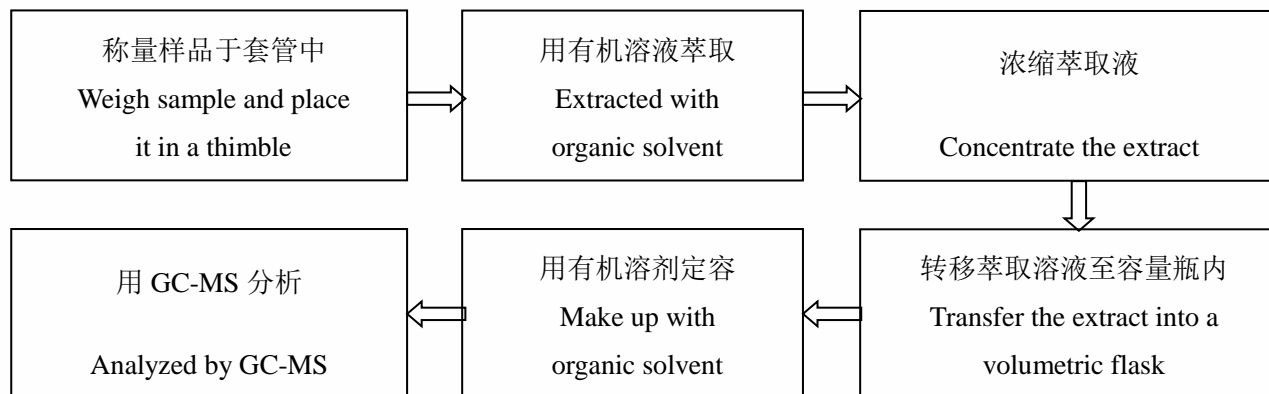 称量样品于套管中
Weigh sample and place
it in a thimble
用有机溶液萃取
Extracted with
organic solvent
浓缩萃取液
Concentrate the extract
转移萃取溶液至容量瓶内
Transfer the extract into a
volumetric flask
用有机溶剂定容
Make up with
organic solvent
用 GC-MS 分析
Analyzed by GC-MS